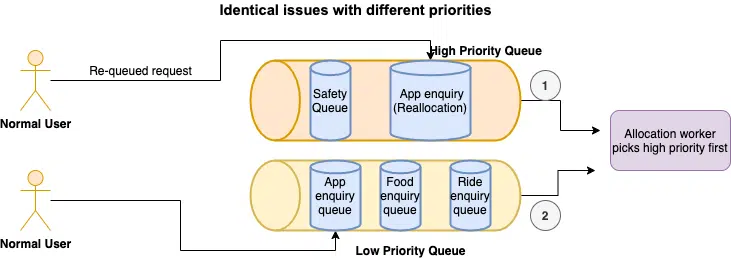 Identical issues with different priorities
High Priority Queue
Re-queued request
Normal User
Safety
Queue
App enquiry
(Reallocation)
1
Allocation worker
picks high priority first
App
enquiry
queue
Food
enquiry
queue
Ride
enquiry
queue
2
Normal User
Low Priority Queue